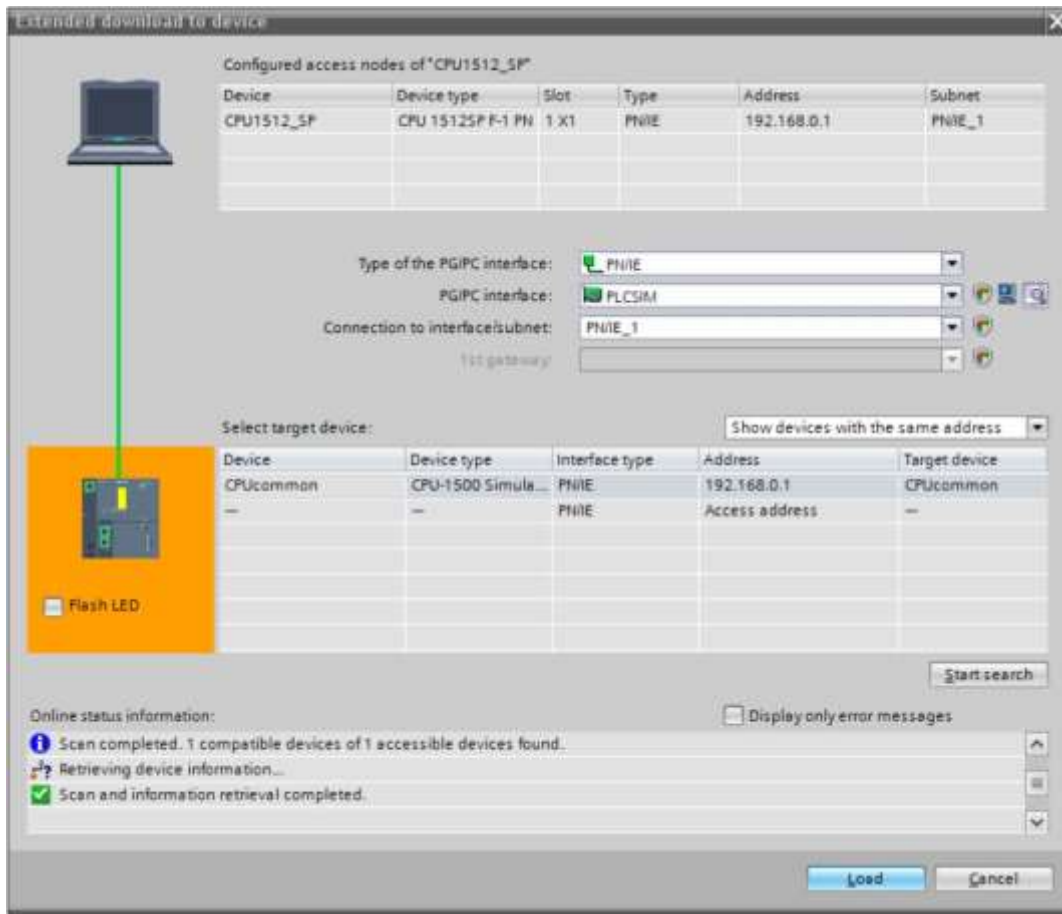 Extended download to device
Configured access nodes of "CPU1512_SP"
Device Device type Slot Type Address Subnet
CPU1512_SP CPU 1512SP F-1 PN 1 X1 PN/IE 192.168.0.1 PN/IE_1
Type of the PG/PC interface: PN/IE
PG/PC interface: PLCSIM
Connection to interface/subnet: PN/IE_1
1st gateway:
Select target device: Show devices with the same address
Device Device type Interface type Address Target device
CPUcommon CPU-1500 Simula... PN/IE 192.168.0.1 CPUcommon
— — PN/IE Access address —
Flash LED
Start search
Online status information: Display only error messages
Scan completed. 1 compatible devices of 1 accessible devices found.
Retrieving device information...
Scan and information retrieval completed.
Load Cancel